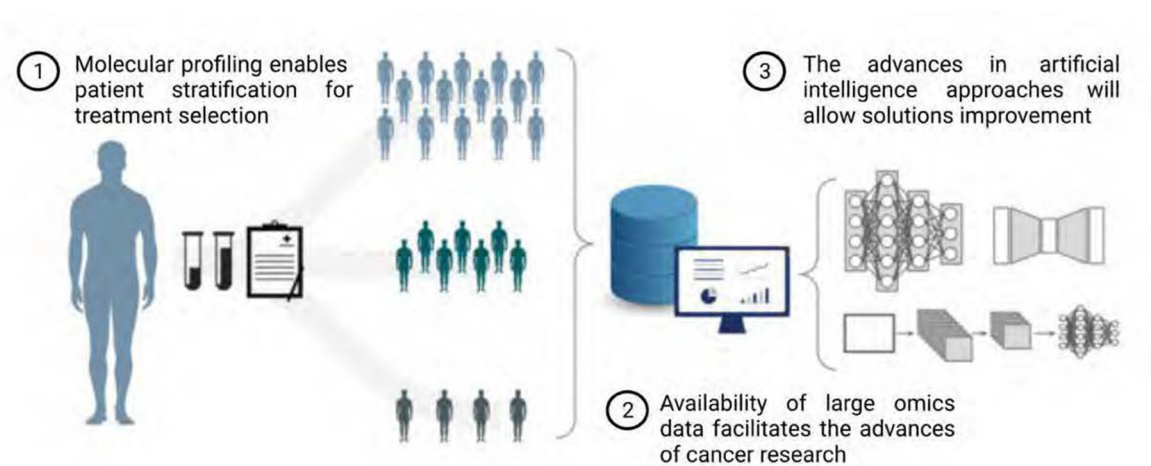 1
Molecular profiling enables
patient stratification for
treatment selection
3
The advances in artificial
intelligence approaches will
allow solutions improvement
2
Availability of large omics
data facilitates the advances
of cancer research